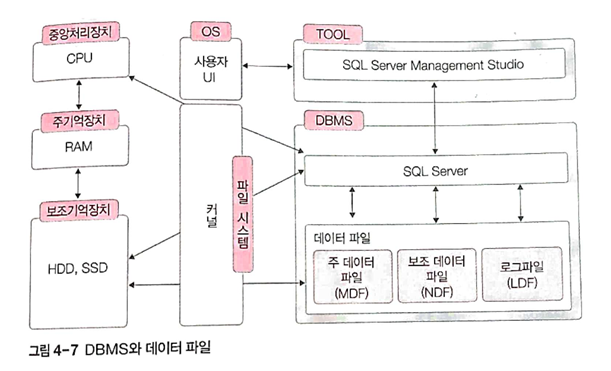 중앙처리장치
CPU
주기억장치
RAM
보조기억장치
HDD, SSD
OS
사용자
UI
커널
파일 시스템
TOOL
SQL Server Management Studio
DBMS
SQL Server
데이터 파일
주 데이터
파일
(MDF)
보조 데이터
파일
(NDF)
로그파일
(LDF)
그림 4-7 DBMS와 데이터 파일